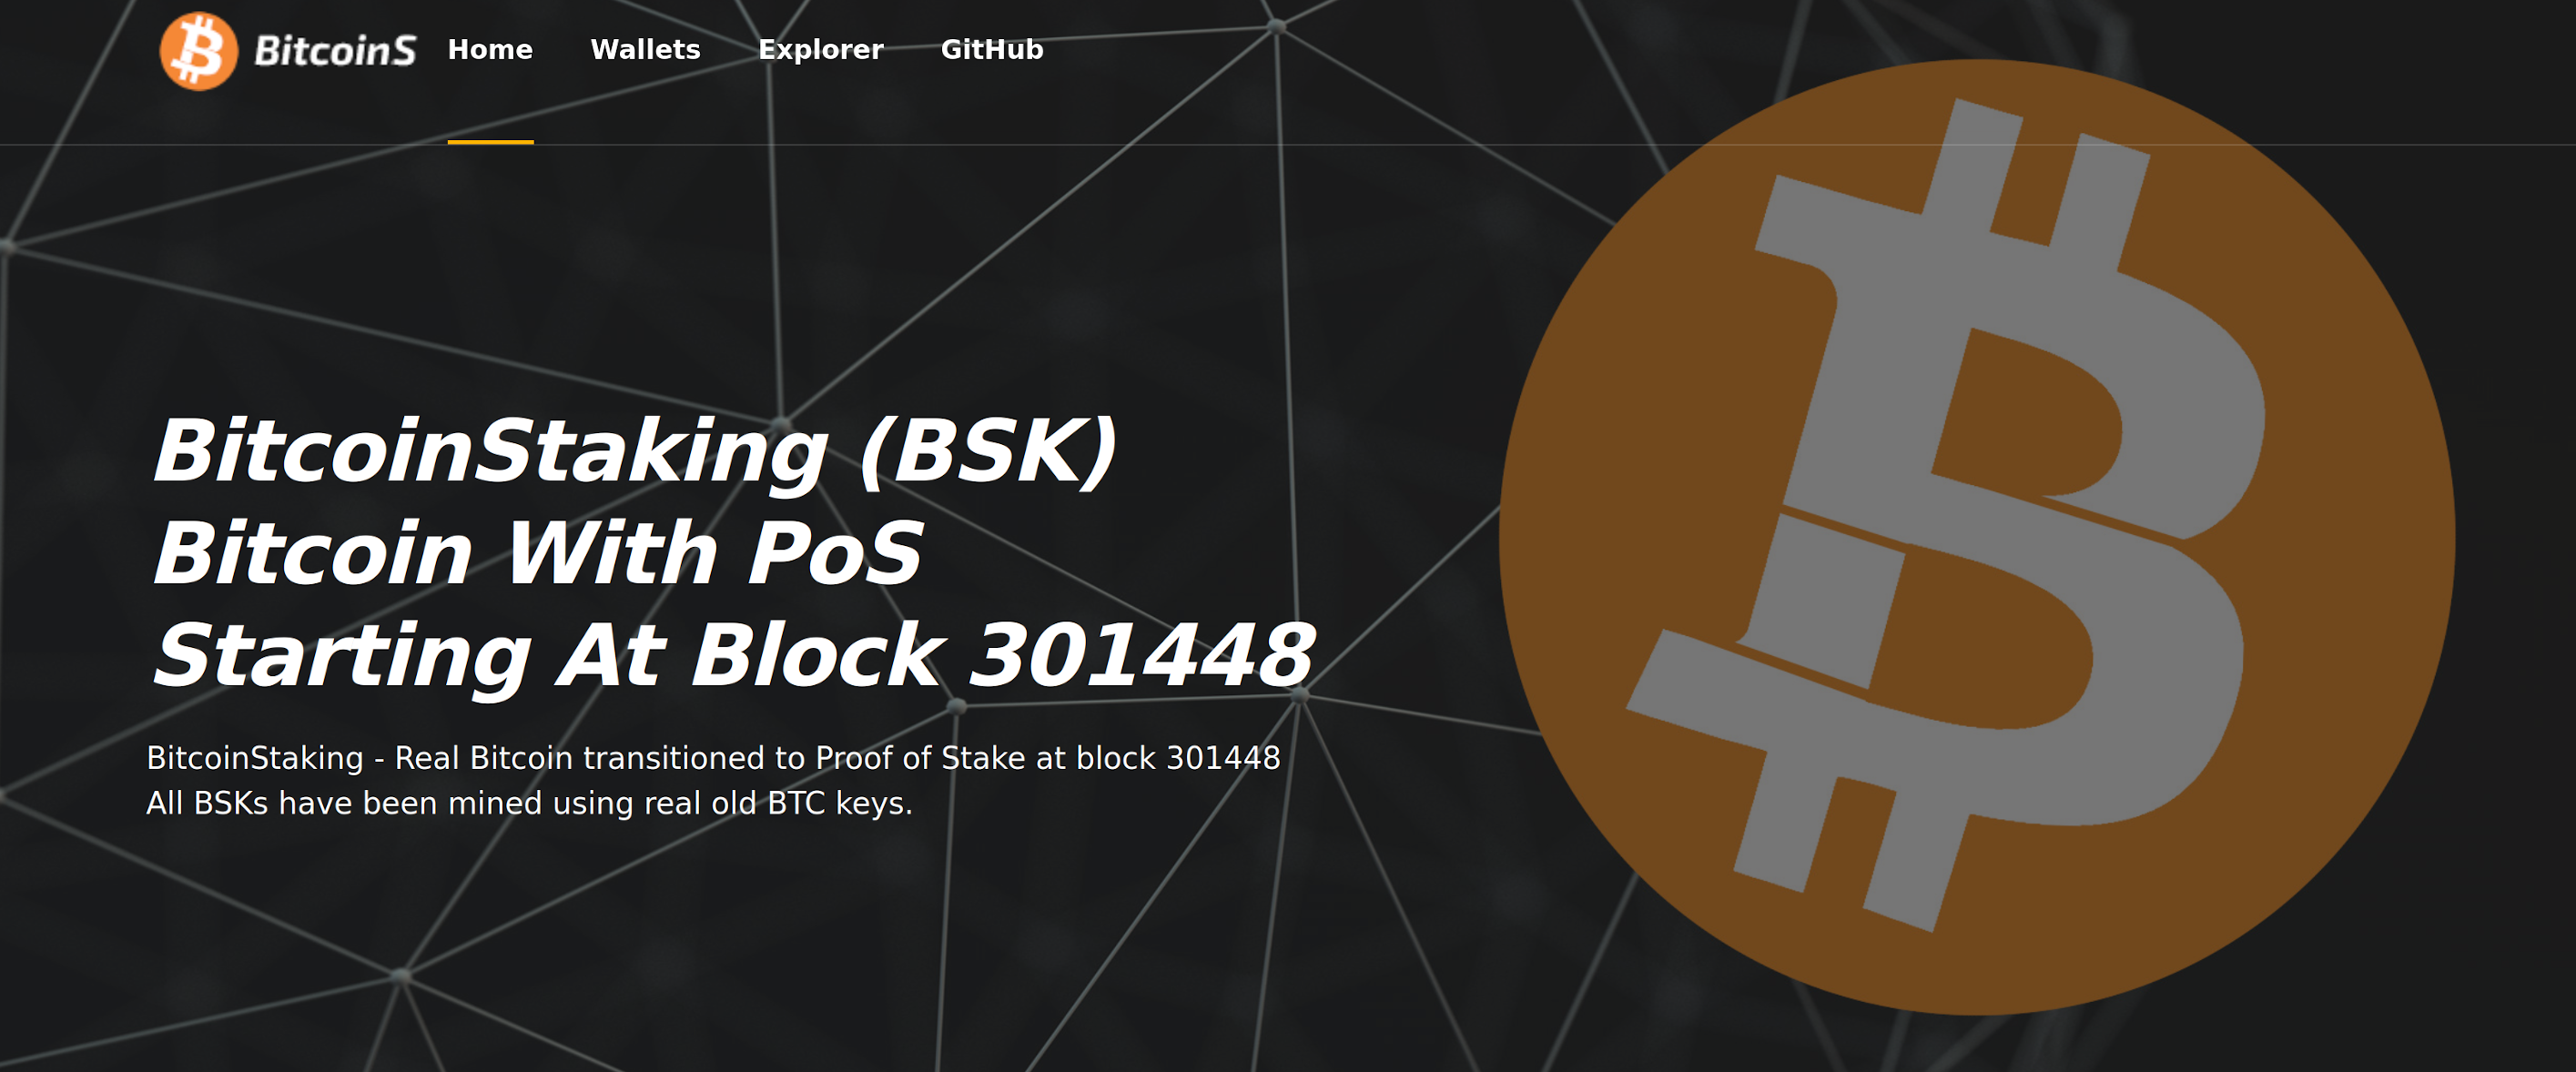 BitcoinS Home Wallets Explorer GitHub
BitcoinStaking (BSK)
Bitcoin With PoS
Starting At Block 301448
BitcoinStaking - Real Bitcoin transitioned to Proof of Stake at block 301448
All BSKs have been mined using real old BTC keys.